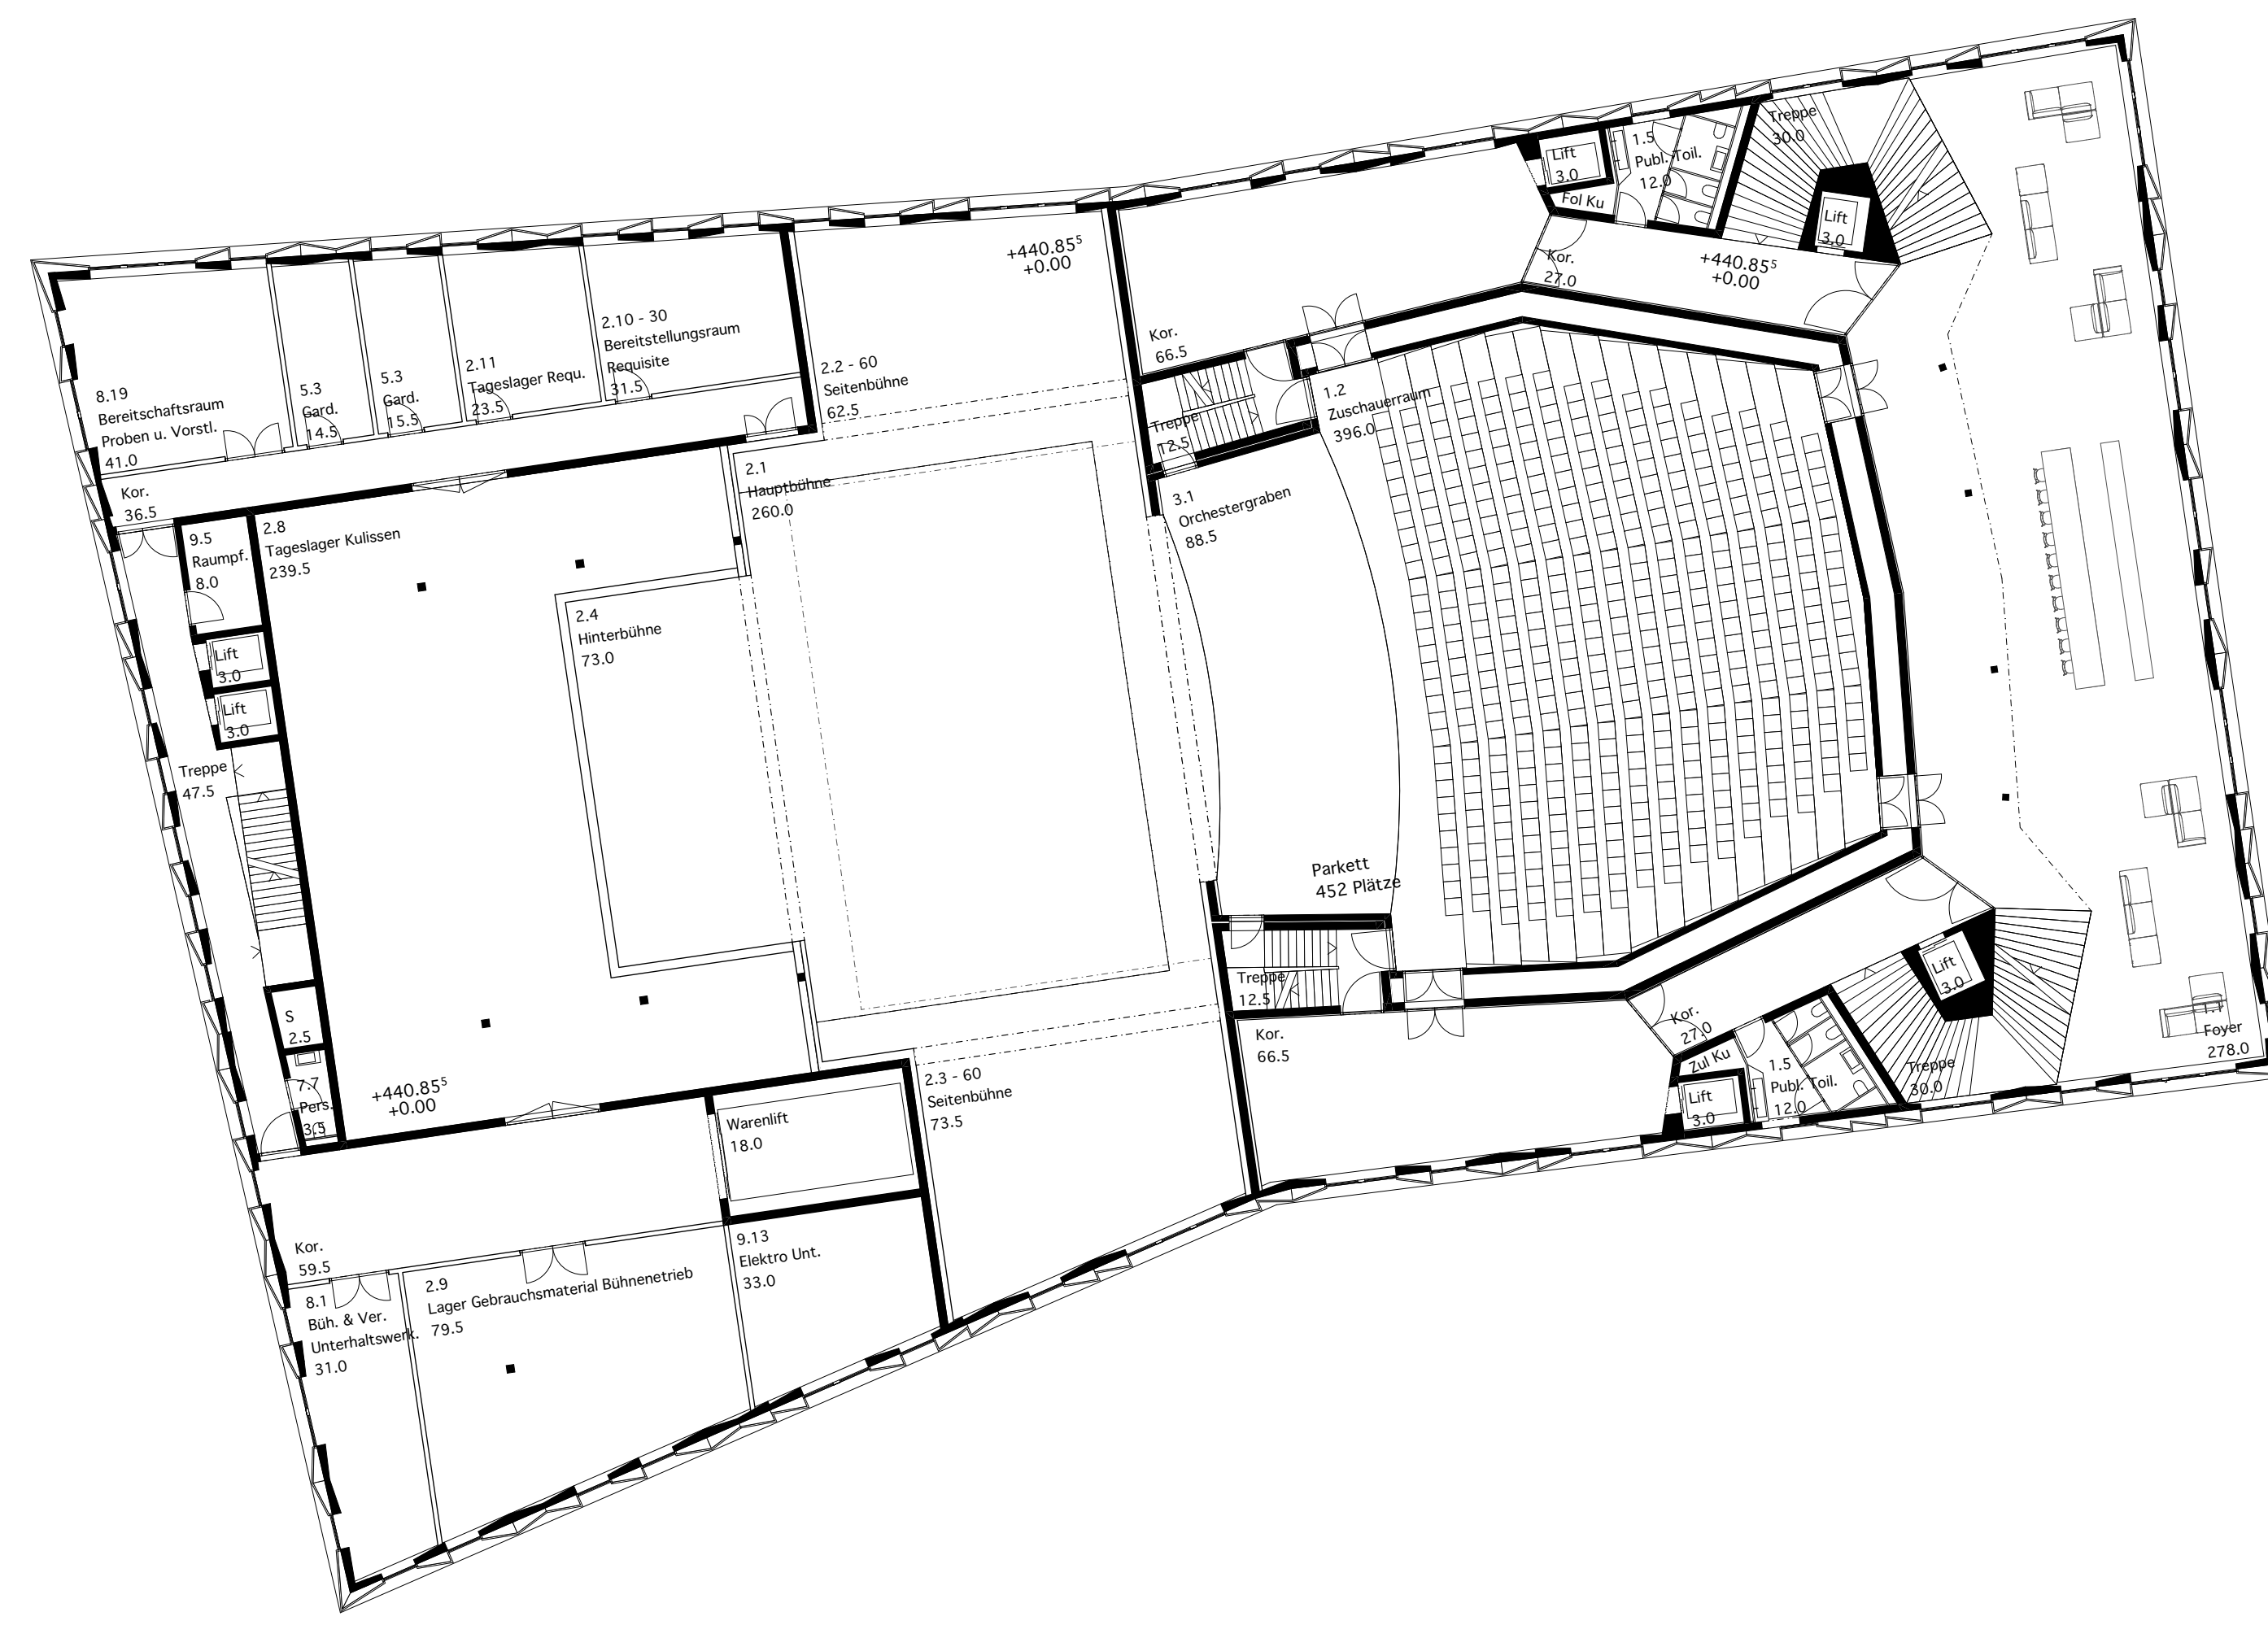 +440.85⁵
+0.00
8.19
Bereitschaftsraum
Proben u. Vorstl.
41.0
5.3
Gard.
14.5
5.3
Gard.
15.5
2.11
Tageslager Requ.
23.5
2.10 - 30
Bereitstellungsraum
Requisite
31.5
2.2 - 60
Seitenbühne
62.5
Kor.
36.5
9.5
Raumpf.
8.0
2.8
Tageslager Kulissen
239.5
2.1
Hauptbühne
260.0
2.4
Hinterbühne
73.0
Lift
3.0
Lift
3.0
Treppe
47.5
S
2.5
7.7
Pers.
3.5
+440.85⁵
+0.00
Warenlift
18.0
2.3 - 60
Seitenbühne
73.5
Kor.
59.5
8.1
Büh. & Ver.
Unterhaltswerk.
31.0
2.9
Lager Gebrauchsmaterial Bühnenetrieb
79.5
9.13
Elektro Unt.
33.0
Kor.
66.5
Treppe
12.5
1.2
Zuschauerraum
396.0
3.1
Orchestergraben
88.5
Lift
3.0
Fol Ku
1.5
Publ. Toil.
12.0
Treppe
30.0
Lift
3.0
Kor.
27.0
+440.85⁵
+0.00
Parkett
452 Plätze
Treppe
12.5
Kor.
66.5
Kor.
27.0
Zul Ku
Lift
3.0
1.5
Publ. Toil.
12.0
Lift
3.0
Treppe
30.0
1.1
Foyer
278.0